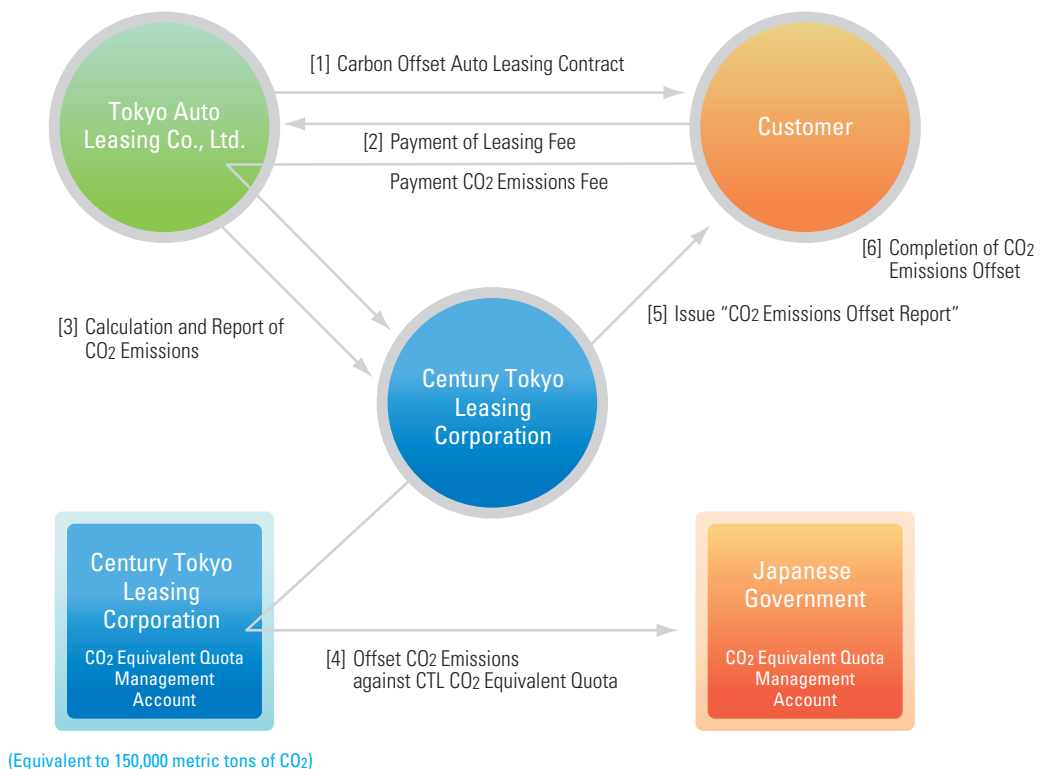 [1] Carbon Offset Auto Leasing Contract
Tokyo Auto
Leasing Co., Ltd.
Customer
[2] Payment of Leasing Fee
Payment CO2 Emissions Fee
[6] Completion of CO2
Emissions Offset
[5] Issue “CO2 Emissions Offset Report”
[3] Calculation and Report of
CO2 Emissions
Century Tokyo
Leasing
Corporation
Century Tokyo
Leasing
Corporation
CO2 Equivalent Quota
Management
Account
[4] Offset CO2 Emissions
against CTL CO2 Equivalent Quota
Japanese
Government
CO2 Equivalent Quota
Management
Account
(Equivalent to 150,000 metric tons of CO2)